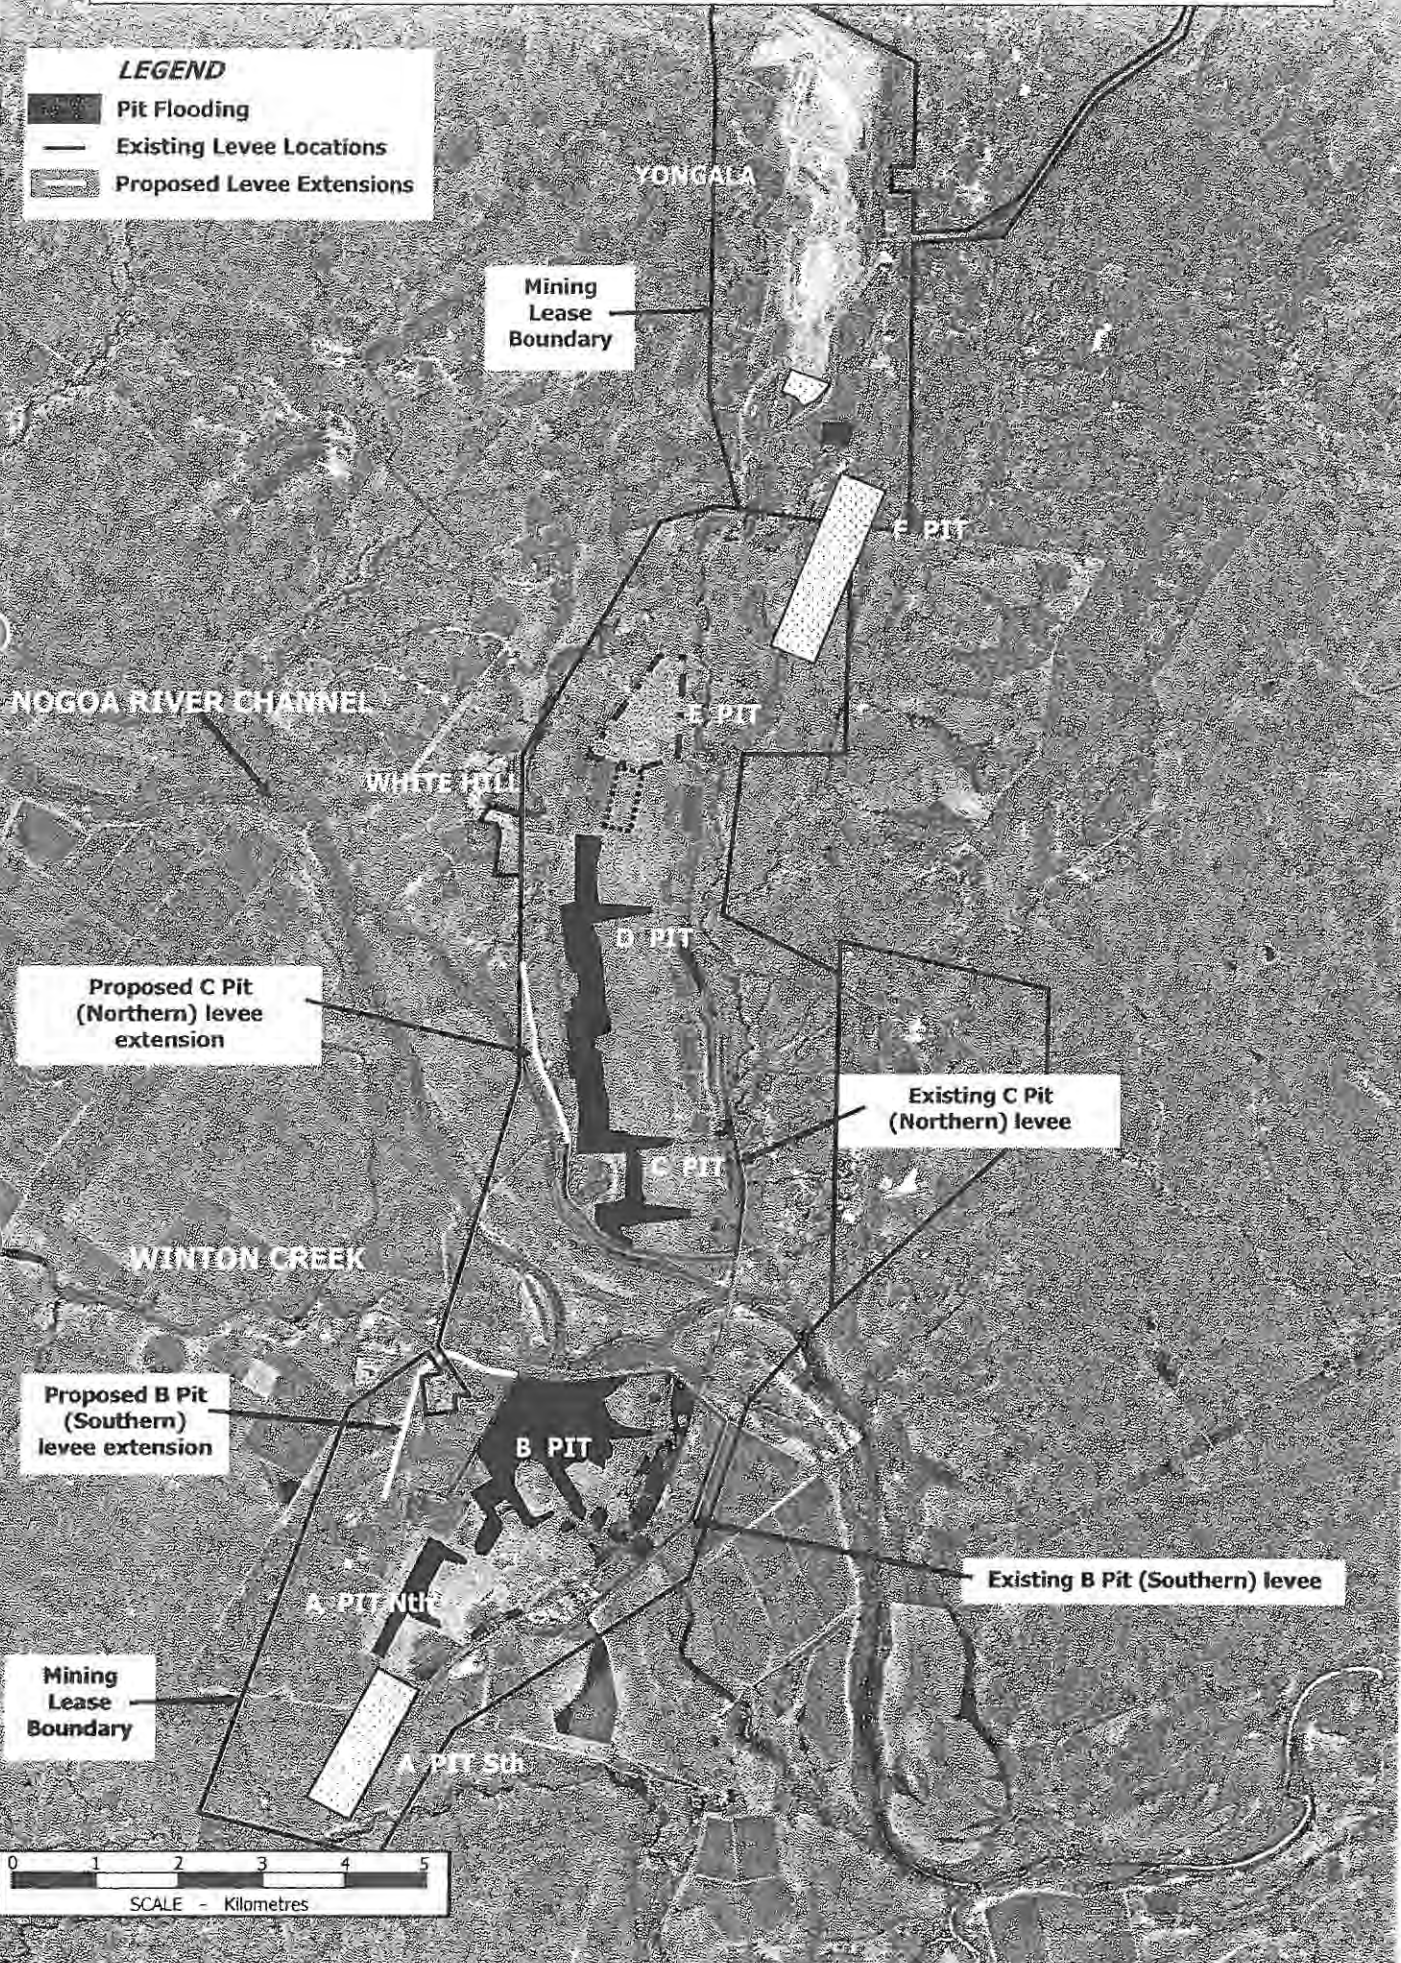 LEGEND
Pit Flooding
Existing Levee Locations
Proposed Levee Extensions
YONGALA
Mining
Lease
Boundary
F PIT
NOGOA RIVER CHANNEL
E PIT
WHITE HILL
D PIT
Proposed C Pit
(Northern) levee
extension
Existing C Pit
(Northern) levee
C PIT
WINTON CREEK
Proposed B Pit
(Southern)
levee extension
B PIT
Existing B Pit (Southern) levee
A PIT Nth
Mining
Lease
Boundary
A PIT Sth
0 1 2 3 4 5
SCALE - Kilometres